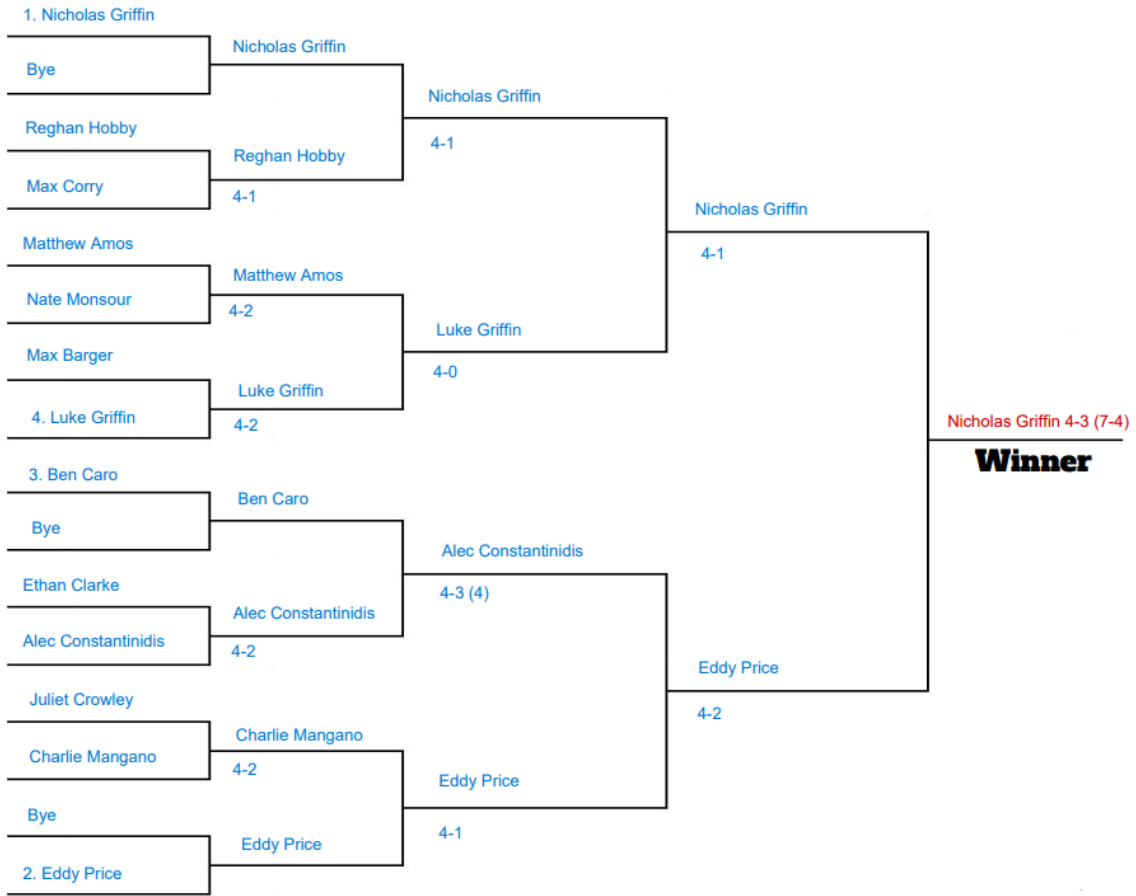 1. Nicholas Griffin
Bye
Reghan Hobby
Max Corry
Matthew Amos
Nate Monsour
Max Barger
4. Luke Griffin
3. Ben Caro
Bye
Ethan Clarke
Alec Constantinidis
Juliet Crowley
Charlie Mangano
Bye
2. Eddy Price
Nicholas Griffin
Reghan Hobby
4-1
Matthew Amos
4-2
Luke Griffin
4-2
Ben Caro
Alec Constantinidis
4-2
Charlie Mangano
4-2
Eddy Price
Nicholas Griffin
4-1
Luke Griffin
4-0
Alec Constantinidis
4-3 (4)
Eddy Price
4-1
Nicholas Griffin
4-1
Eddy Price
4-2
Nicholas Griffin 4-3 (7-4)
Winner